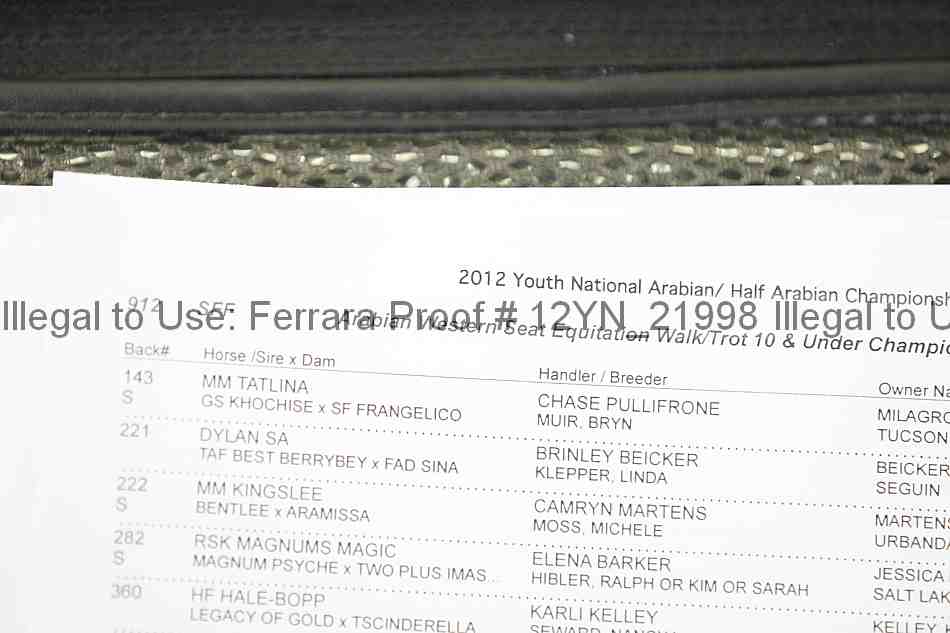 2012 Youth National Arabian/ Half Arabian Championsh
Illegal to Use: Ferrara Proof # 12YN_21998 Illegal to U
912
Arabian Western Seat Equitation Walk/Trot 10 & Under Champio
Back# Horse /Sire x Dam Handler / Breeder Owner Na
143 MM TATLINA CHASE PULLIFRONE MILAGRO
S GS KHOCHISE x SF FRANGELICO MUIR, BRYN TUCSON
221 DYLAN SA BRINLEY BEICKER BEICKER
TAF BEST BERRYBEY x FAD SINA KLEPPER, LINDA SEGUIN
222 MM KINGSLEE CAMRYN MARTENS MARTENS
S BENTLEE x ARAMISSA MOSS, MICHELE URBANDA
282 RSK MAGNUMS MAGIC ELENA BARKER JESSICA
S MAGNUM PSYCHE x TWO PLUS IMAS... HIBLER, RALPH OR KIM OR SARAH SALT LAK
360 HF HALE-BOPP KARLI KELLEY KELLEY,
LEGACY OF GOLD x TSCINDERELLA SEWARD,